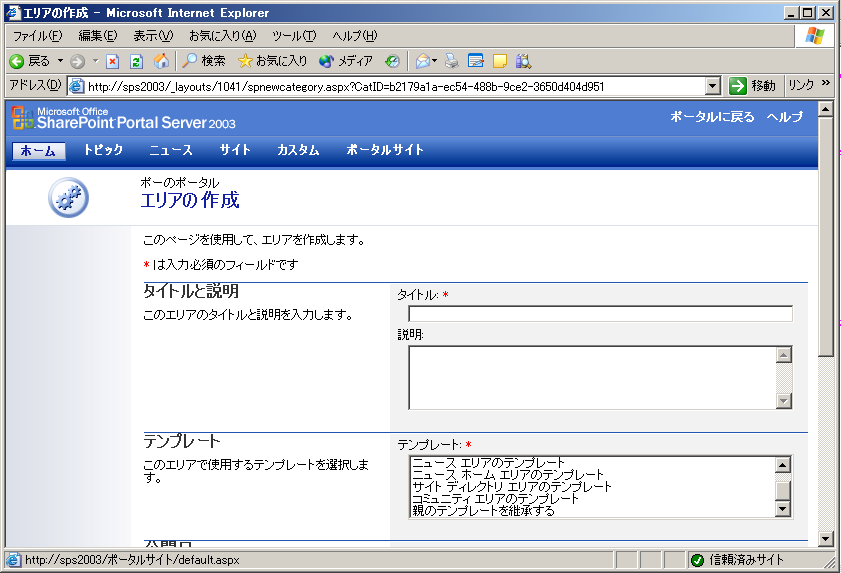 エリアの作成 - Microsoft Internet Explorer
ファイル(F) 編集(E) 表示(V) お気に入り(A) ツール(T) ヘルプ(H)
戻る 検索 お気に入り メディア
アドレス(D) http://sps2003/_layouts/1041/spnewcategory.aspx?CatID=b2179a1a-ec54-488b-9ce2-3650d404d951 移動 リンク »
Microsoft Office
SharePoint Portal Server 2003
ポータルに戻る ヘルプ
ホーム トピック ニュース サイト カスタム ポータルサイト
ポーのポータル
エリアの作成
このページを使用して、エリアを作成します。
* は入力必須のフィールドです
タイトルと説明
このエリアのタイトルと説明を入力します。
タイトル: *
説明:
テンプレート
このエリアで使用するテンプレートを選択しま
す。
テンプレート: *
ニュース エリアのテンプレート
ニュース ホーム エリアのテンプレート
サイト ディレクトリ エリアのテンプレート
コミュニティ エリアのテンプレート
親のテンプレートを継承する
http://sps2003/ポータルサイト/default.aspx
信頼済みサイト